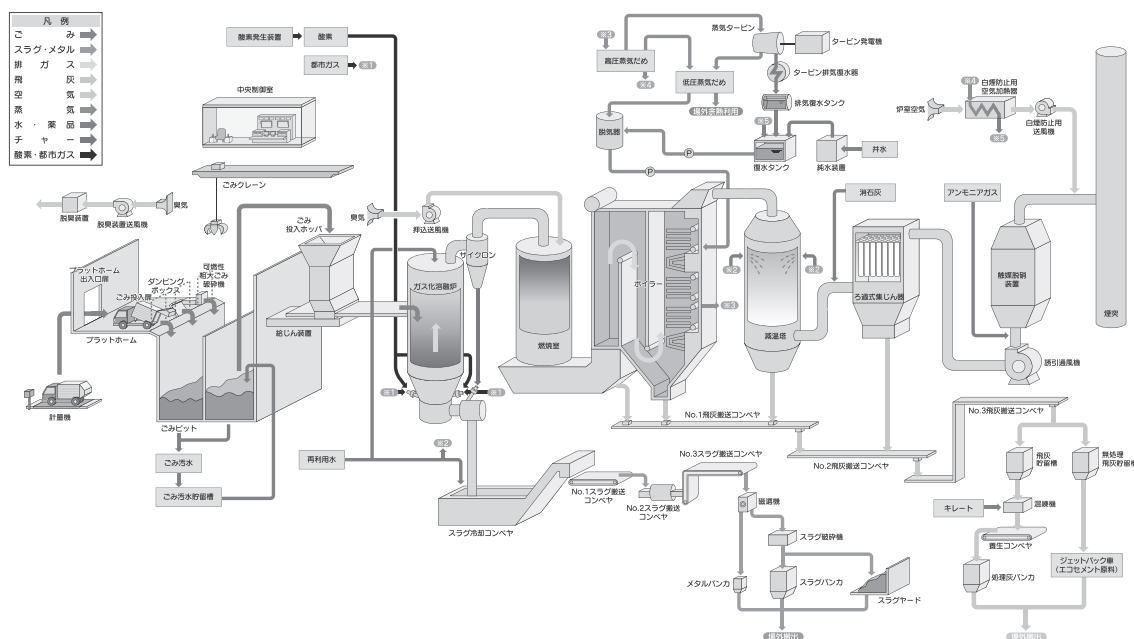 凡 例
ご み
スラグ・メタル
排 ガ ス
飛 灰
空 気
蒸 気
水 ・ 薬 品
チ ャ ー
酸素・都市ガス
酸素発生装置
酸素
都市ガス
※1
中央制御室
ごみクレーン
臭気
脱臭装置
脱臭装置送風機
プラットホーム
出入口扉
ごみ投入扉
ダンピング
ボックス
可燃性
粗大ごみ
破砕機
プラットホーム
計量機
ごみピット
ごみ汚水
ごみ汚水貯留槽
ごみ
投入ホッパ
給じん装置
臭気
押込送風機
サイクロン
ガス化溶融炉
※1
※1
※2
再利用水
スラグ冷却コンベヤ
燃焼室
ボイラー
※3
※3
高圧蒸気だめ
※4
低圧蒸気だめ
場外余熱利用
蒸気タービン
タービン発電機
タービン排気復水器
排気復水タンク
※5
脱気器
P
P
復水タンク
純水装置
井水
※2
※2
減温塔
消石灰
ろ過式集じん器
アンモニアガス
触媒脱硝
装置
誘引通風機
煙突
炉室空気
※4
白煙防止用
空気加熱器
※5
白煙防止用
送風機
No.1飛灰搬送コンベヤ
No.2飛灰搬送コンベヤ
No.3飛灰搬送コンベヤ
No.1スラグ搬送
コンベヤ
No.2スラグ搬送
コンベヤ
No.3スラグ搬送コンベヤ
磁選機
スラグ破砕機
メタルバンカ
スラグバンカ
スラグヤード
場外搬出
飛灰
貯留槽
無処理
飛灰貯留槽
キレート
混練機
養生コンベヤ
処理灰バンカ
ジェットパック車
(エコセメント原料)
場外搬出